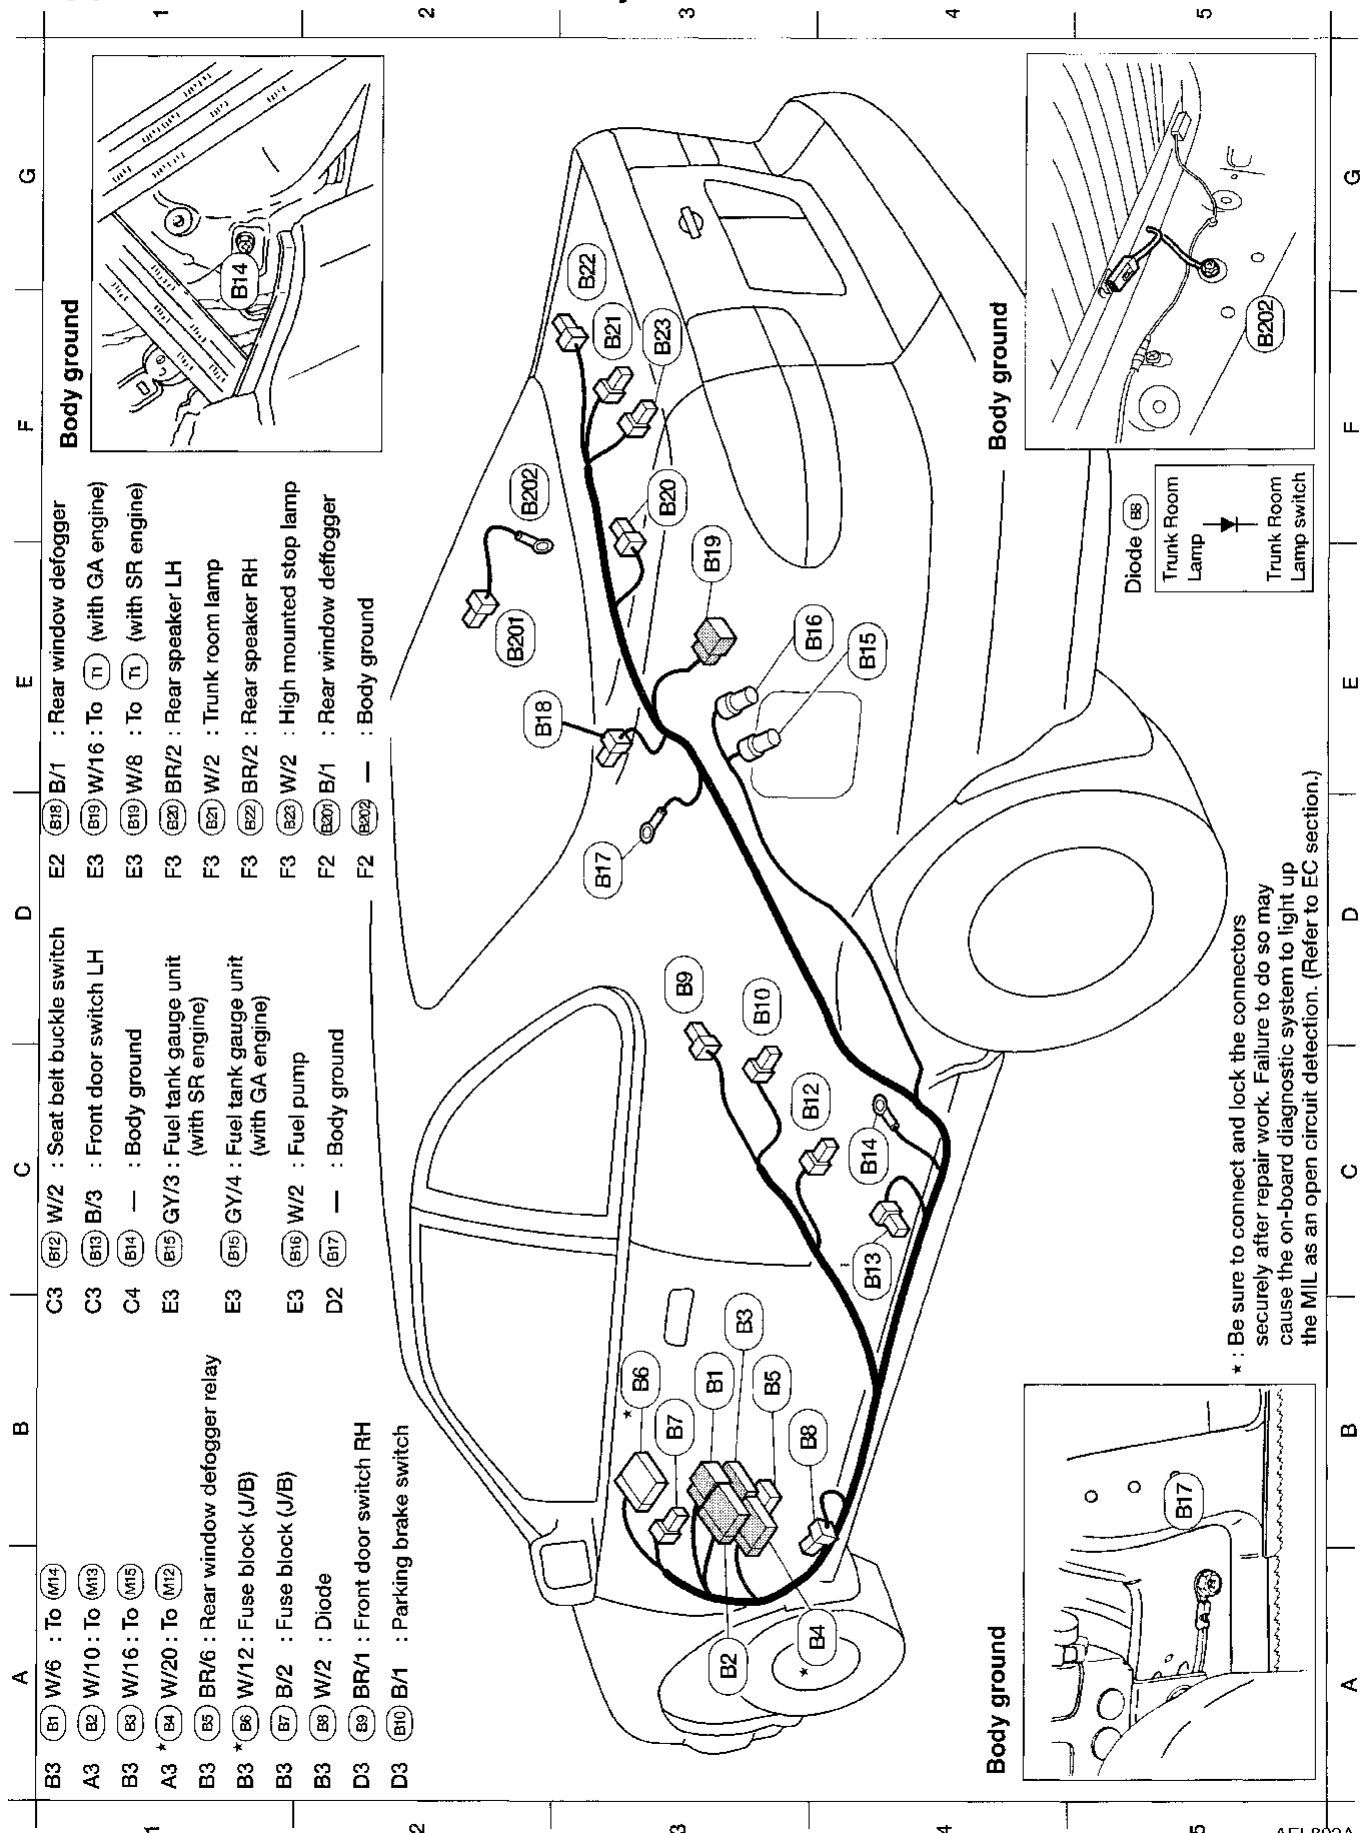 A B C D E F G
1 2 3 4 5
B3 B1 W/6 : To M14
A3 B2 W/10 : To M13
B3 B3 W/16 : To M15
A3 *B4 W/20 : To M12
B3 B5 BR/6 : Rear window defogger relay
B3 *B6 W/12 : Fuse block (J/B)
B3 B7 B/2 : Fuse block (J/B)
B3 B8 W/2 : Diode
D3 B9 BR/1 : Front door switch RH
D3 B10 B/1 : Parking brake switch
C3 B12 W/2 : Seat belt buckle switch
C3 B13 B/3 : Front door switch LH
C4 B14 — : Body ground
E3 B15 GY/3 : Fuel tank gauge unit
(with SR engine)
E3 B15 GY/4 : Fuel tank gauge unit
(with GA engine)
E3 B16 W/2 : Fuel pump
D2 B17 — : Body ground
E2 B18 B/1 : Rear window defogger
E3 B19 W/16 : To T1 (with GA engine)
E3 B19 W/8 : To T1 (with SR engine)
F3 B20 BR/2 : Rear speaker LH
F3 B21 W/2 : Trunk room lamp
F3 B22 BR/2 : Rear speaker RH
F3 B23 W/2 : High mounted stop lamp
F2 B201 B/1 : Rear window deffogger
F2 B202 — : Body ground
Body ground
B14
B201
B202
B22
B21
B23
B20
B19
B18
B16
B15
B17
B9
B10
B12
B14
B13
*B6
B7
B1
B3
B5
B8
B2
*B4
Body ground
B17
* : Be sure to connect and lock the connectors
securely after repair work. Failure to do so may
cause the on-board diagnostic system to light up
the MIL as an open circuit detection. (Refer to EC section.)
Diode B8
Trunk Room
Lamp
Trunk Room
Lamp switch
Body ground
B202
A B C D E F G
1 2 3 4 5